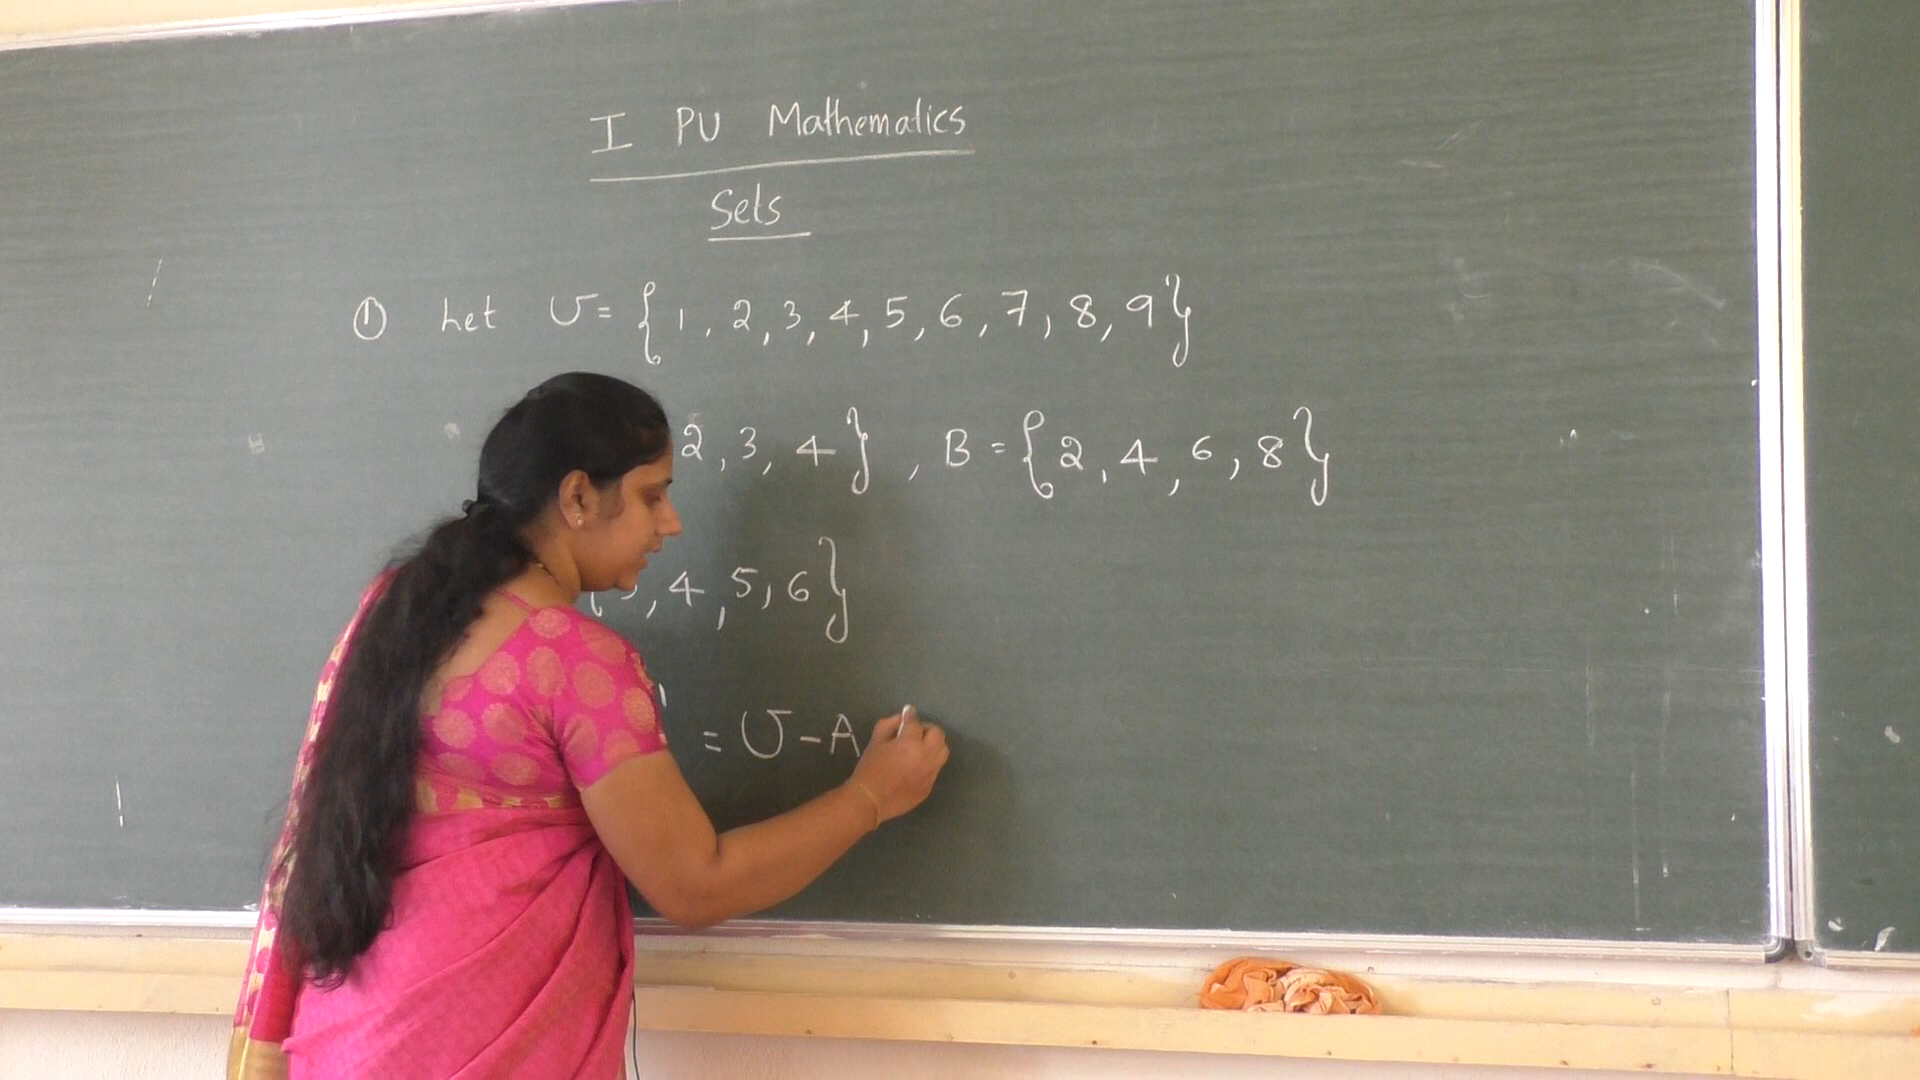 I PU Mathematics
Sets
① Let U = { 1, 2, 3, 4, 5, 6, 7, 8, 9 }
2, 3, 4 } , B = { 2, 4, 6, 8 }
, 4, 5, 6 }
' = U - A